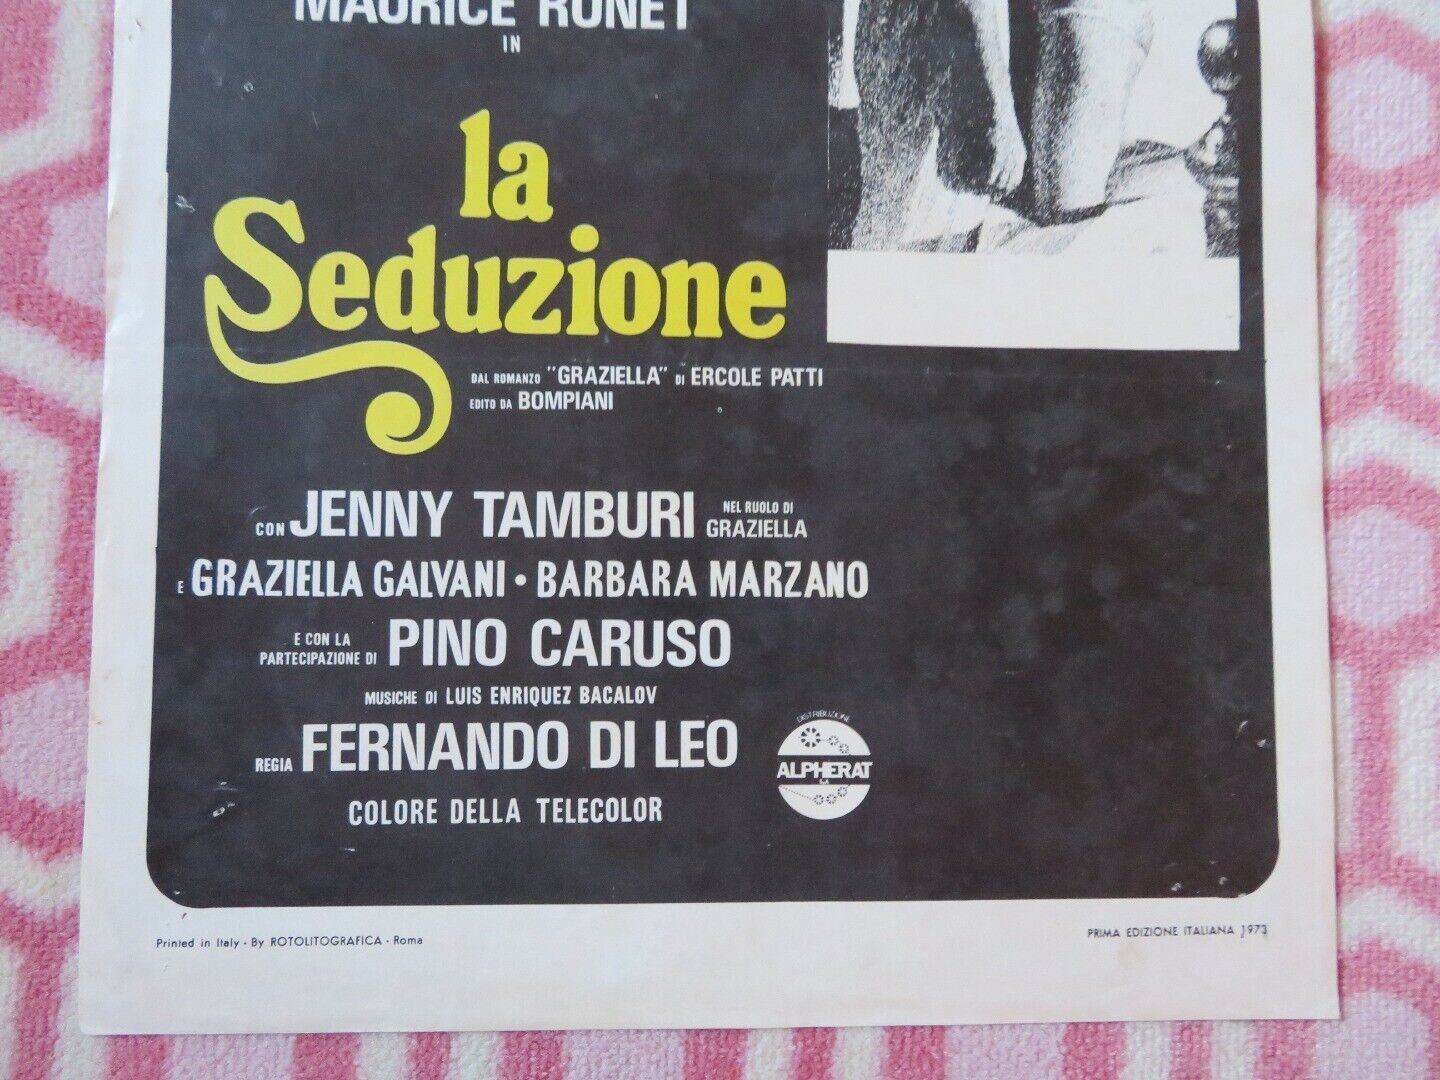 MAURICE RONET
IN
la
Seduzione
DAL ROMANZO "GRAZIELLA" DI ERCOLE PATTI
EDITO DA BOMPIANI
CON JENNY TAMBURI NEL RUOLO DI GRAZIELLA
E GRAZIELLA GALVANI • BARBARA MARZANO
E CON LA PARTECIPAZIONE DI PINO CARUSO
MUSICHE DI LUIS ENRIQUEZ BACALOV
REGIA FERNANDO DI LEO
DISTRIBUZIONE
ALPHERAT
COLORE DELLA TELECOLOR
Printed in Italy - By ROTOLITOGRAFICA - Roma
PRIMA EDIZIONE ITALIANA 1973